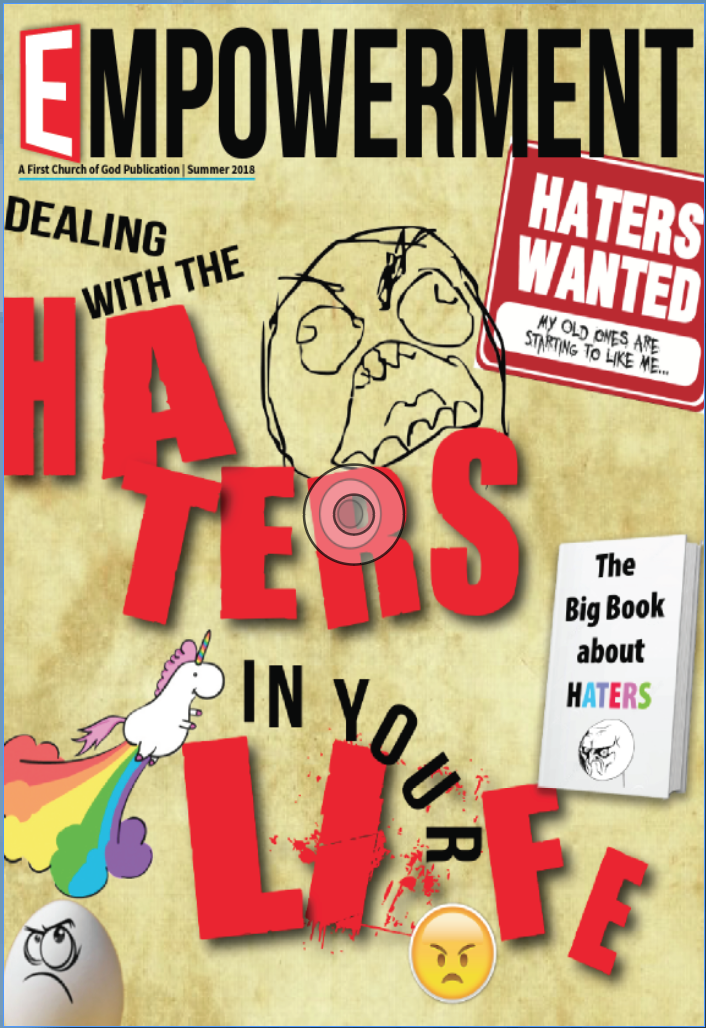 EMPOWERMENT
A First Church of God Publication | Summer 2018
DEALING
WITH THE
HA
TERS
IN YOUR
LIFE
HATERS
WANTED
MY OLD ONES ARE
STARTING TO LIKE ME...
The
Big Book
about
HATERS